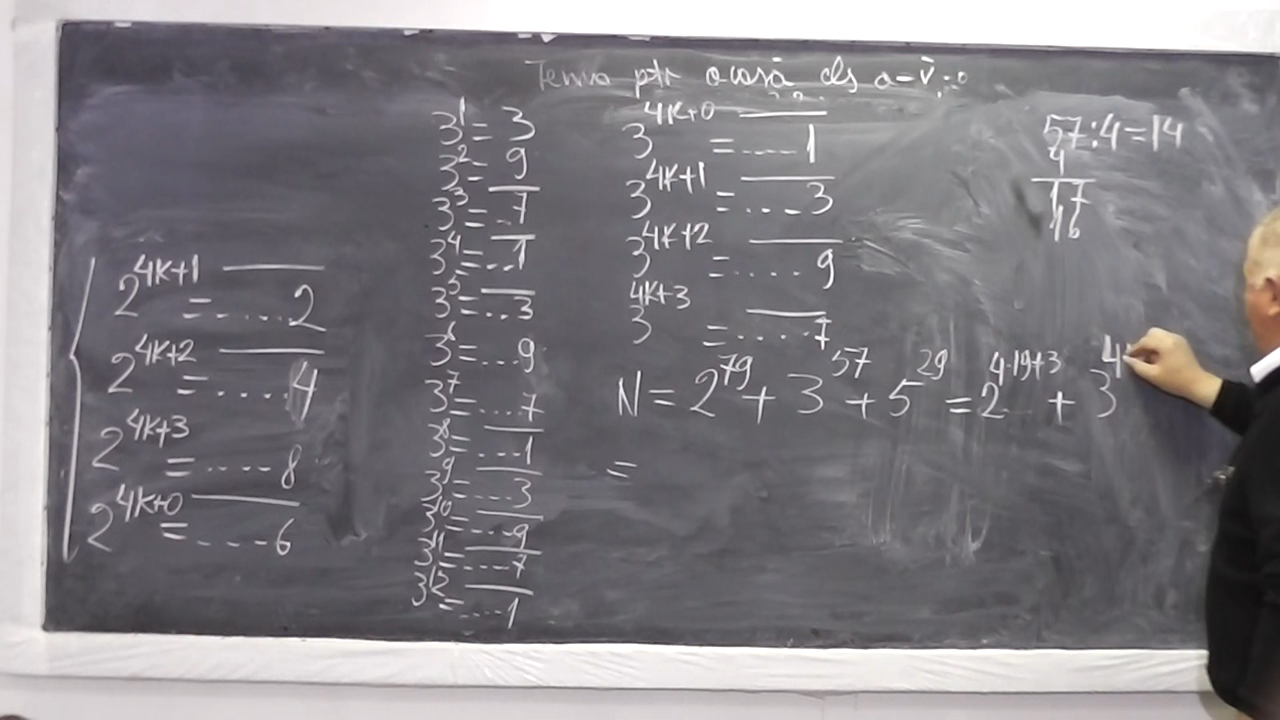 Tema ptr acasă cls a-V
2^{4K+1} = .....2
2^{4K+2} = .....4
2^{4K+3} = .....8
2^{4K+0} = .....6
3^1 = 3
3^2 = 9
3^3 = ..7
3^4 = ..1
3^5 = ...3
3^6 = ...9
3^7 = ...7
3^8 = ....1
3^9 = ....3
3^10 = ....9
3^11 = ....7
3^12 = ....1
3^{4K+0} = .....1
3^{4K+1} = ....3
3^{4K+2} = .....9
3^{4K+3} = .....7
57:4=14
4
17
16
N = 2^79 + 3^57 + 5^29 = 2^{4·19+3} + 3^4
=